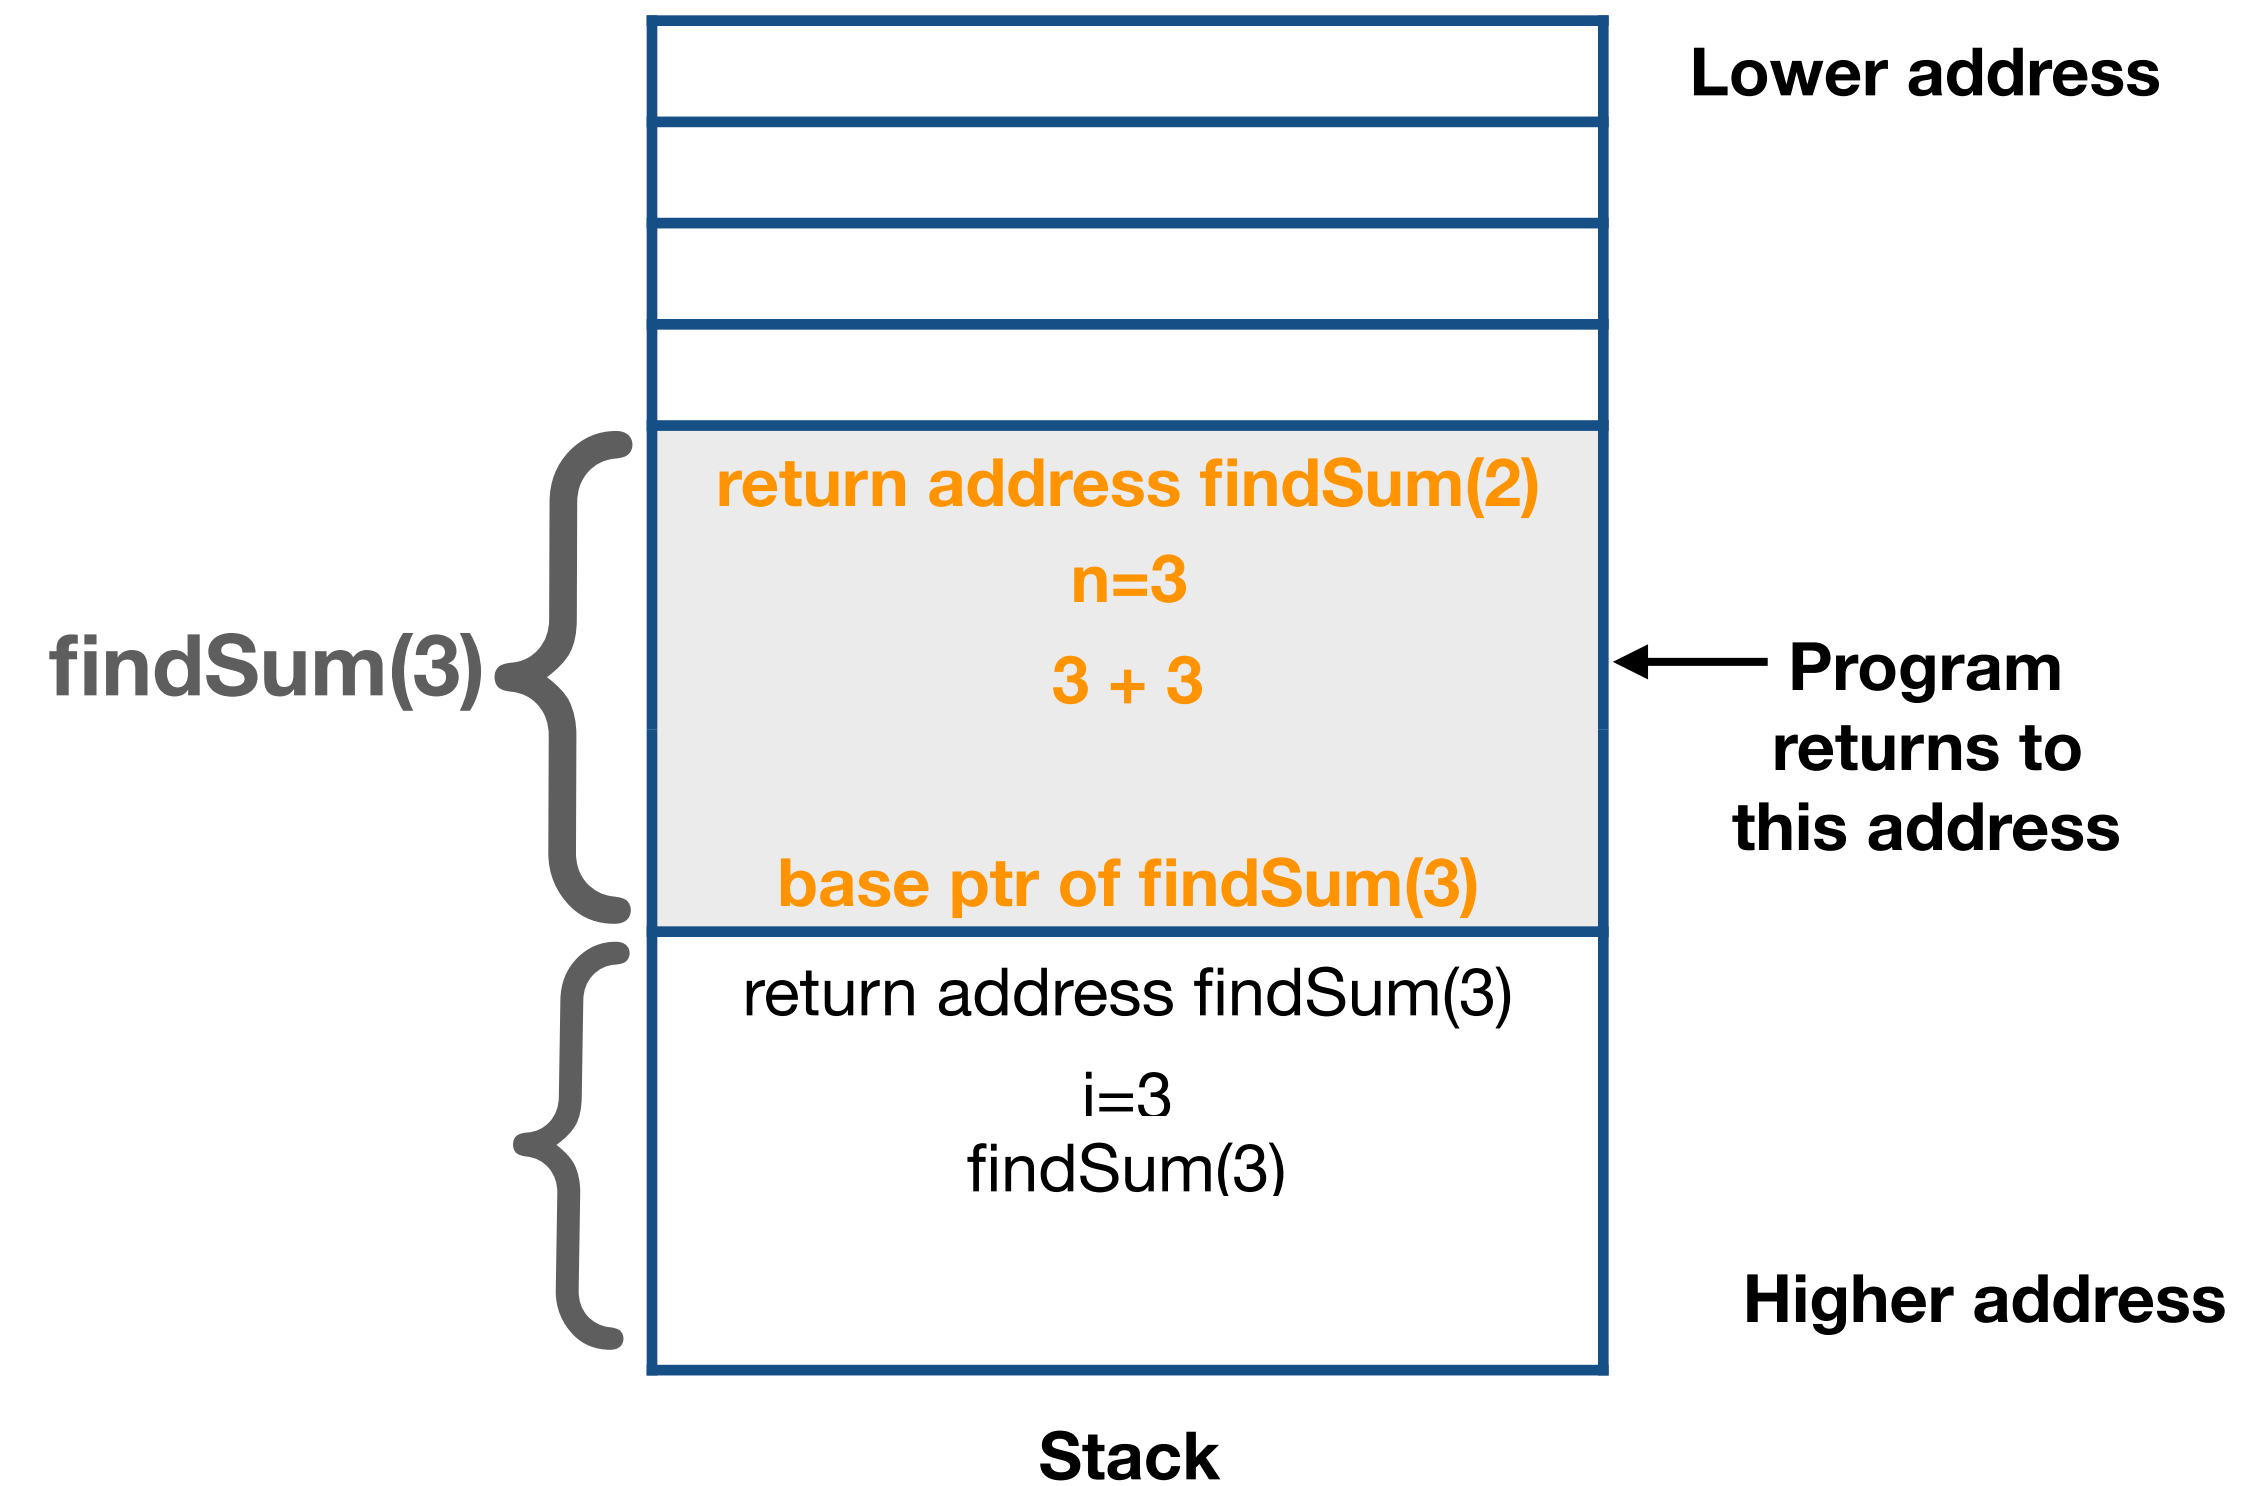 Lower address
return address findSum(2)
n=3
3 + 3
base ptr of findSum(3)
findSum(3)
Program
returns to
this address
return address findSum(3)
i=3
findSum(3)
Higher address
Stack